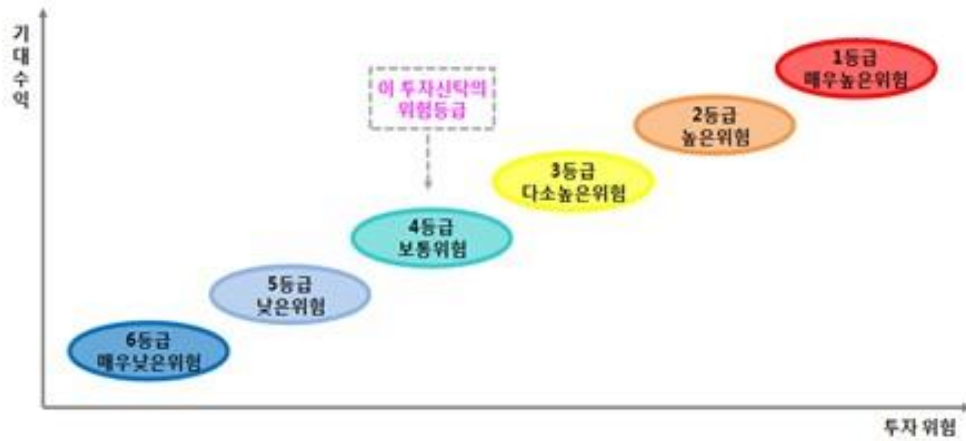 기
대
수
익
1등급
매우높은위험
이 투자신탁의
위험등급
2등급
높은위험
3등급
다소높은위험
4등급
보통위험
5등급
낮은위험
6등급
매우낮은위험
투자 위험